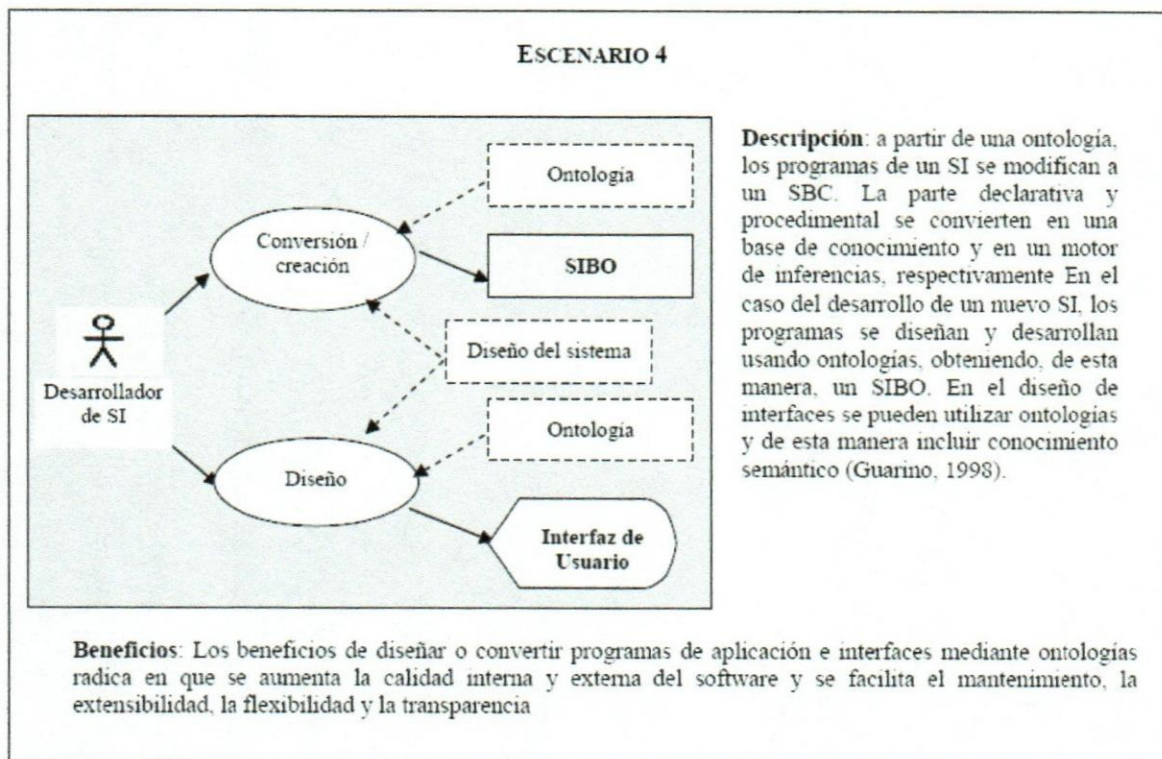 ESCENARIO 4
Ontología
Conversión /
creación
SIBO
Diseño del sistema
Desarrollador
de SI
Ontología
Diseño
Interfaz de
Usuario
Descripción: a partir de una ontología,
los programas de un SI se modifican a
un SBC. La parte declarativa y
procedimental se convierten en una
base de conocimiento y en un motor
de inferencias, respectivamente En el
caso del desarrollo de un nuevo SI, los
programas se diseñan y desarrollan
usando ontologías, obteniendo, de esta
manera, un SIBO. En el diseño de
interfaces se pueden utilizar ontologías
y de esta manera incluir conocimiento
semántico (Guarino, 1998).
Beneficios: Los beneficios de diseñar o convertir programas de aplicación e interfaces mediante ontologías
radica en que se aumenta la calidad interna y externa del software y se facilita el mantenimiento, la
extensibilidad, la flexibilidad y la transparencia